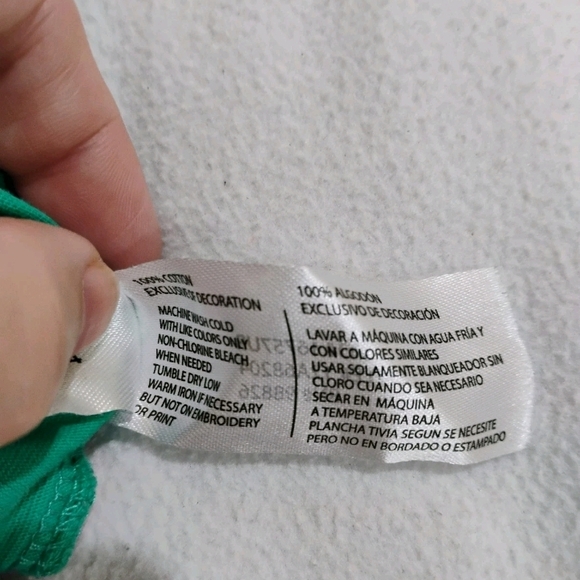 100% COTTON
EXCLUSIVE OF DECORATION
MACHINE WASH COLD
WITH LIKE COLORS ONLY
NON-CHLORINE BLEACH
WHEN NEEDED
TUMBLE DRY LOW
WARM IRON IF NECESSARY
BUT NOT ON EMBROIDERY
OR PRINT
100% ALGODÓN
EXCLUSIVO DE DECORACIÓN
LAVAR A MÁQUINA CON AGUA FRÍA Y
CON COLORES SIMILARES
USAR SOLAMENTE BLANQUEADOR SIN
CLORO CUANDO SEA NECESARIO
SECAR EN MÁQUINA
A TEMPERATURA BAJA
PLANCHA TIVIA SEGUN SE NECESITE
PERO NO EN BORDADO O ESTAMPADO